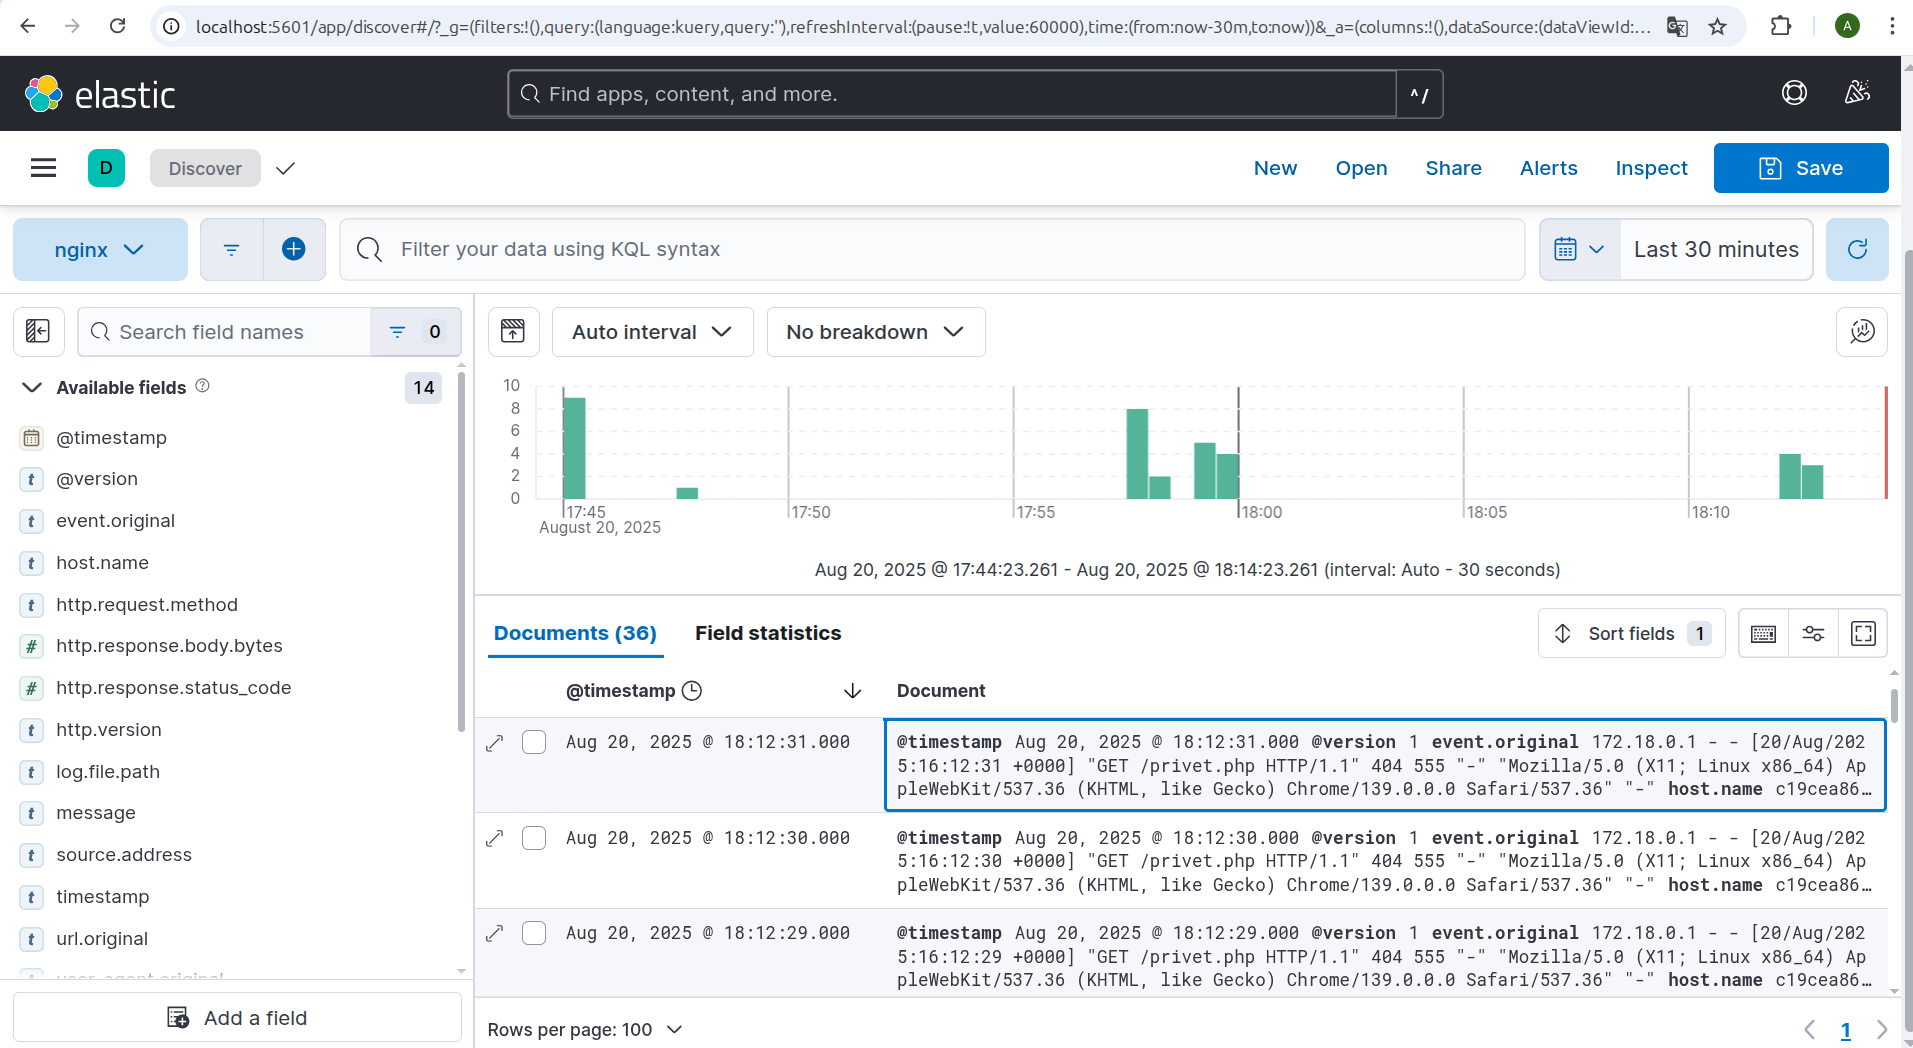 localhost:5601/app/discover#/?_g=(filters:!(),query:(language:kuery,query:''),refreshInterval:(pause:!t,value:60000),time:(from:now-30m,to:now))&_a=(columns:!(),dataSource:(dataViewId:...
A
elastic
Find apps, content, and more.
^/
D
Discover
New
Open
Share
Alerts
Inspect
Save
nginx
Filter your data using KQL syntax
Last 30 minutes
Search field names
0
Available fields
14
@timestamp
t @version
t event.original
t host.name
t http.request.method
# http.response.body.bytes
# http.response.status_code
t http.version
t log.file.path
t message
t source.address
t timestamp
t url.original
user_agent.original
Add a field
Auto interval
No breakdown
10
8
6
4
2
0
17:45
17:50
17:55
18:00
18:05
18:10
August 20, 2025
Aug 20, 2025 @ 17:44:23.261 - Aug 20, 2025 @ 18:14:23.261 (interval: Auto - 30 seconds)
Documents (36)
Field statistics
Sort fields 1
@timestamp
Document
Aug 20, 2025 @ 18:12:31.000
@timestamp Aug 20, 2025 @ 18:12:31.000 @version 1 event.original 172.18.0.1 - - [20/Aug/202
5:16:12:31 +0000] "GET /privet.php HTTP/1.1" 404 555 "-" "Mozilla/5.0 (X11; Linux x86_64) Ap
pleWebKit/537.36 (KHTML, like Gecko) Chrome/139.0.0.0 Safari/537.36" "-" host.name c19cea86…
Aug 20, 2025 @ 18:12:30.000
@timestamp Aug 20, 2025 @ 18:12:30.000 @version 1 event.original 172.18.0.1 - - [20/Aug/202
5:16:12:30 +0000] "GET /privet.php HTTP/1.1" 404 555 "-" "Mozilla/5.0 (X11; Linux x86_64) Ap
pleWebKit/537.36 (KHTML, like Gecko) Chrome/139.0.0.0 Safari/537.36" "-" host.name c19cea86…
Aug 20, 2025 @ 18:12:29.000
@timestamp Aug 20, 2025 @ 18:12:29.000 @version 1 event.original 172.18.0.1 - - [20/Aug/202
5:16:12:29 +0000] "GET /privet.php HTTP/1.1" 404 555 "-" "Mozilla/5.0 (X11; Linux x86_64) Ap
pleWebKit/537.36 (KHTML, like Gecko) Chrome/139.0.0.0 Safari/537.36" "-" host.name c19cea86…
Rows per page: 100
1